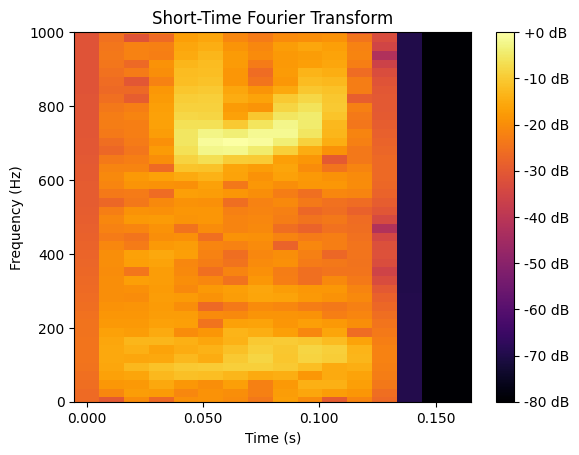 Short-Time Fourier Transform
1000
800
600
400
200
0
Frequency (Hz)
0.000
0.050
0.100
0.150
Time (s)
+0 dB
-10 dB
-20 dB
-30 dB
-40 dB
-50 dB
-60 dB
-70 dB
-80 dB